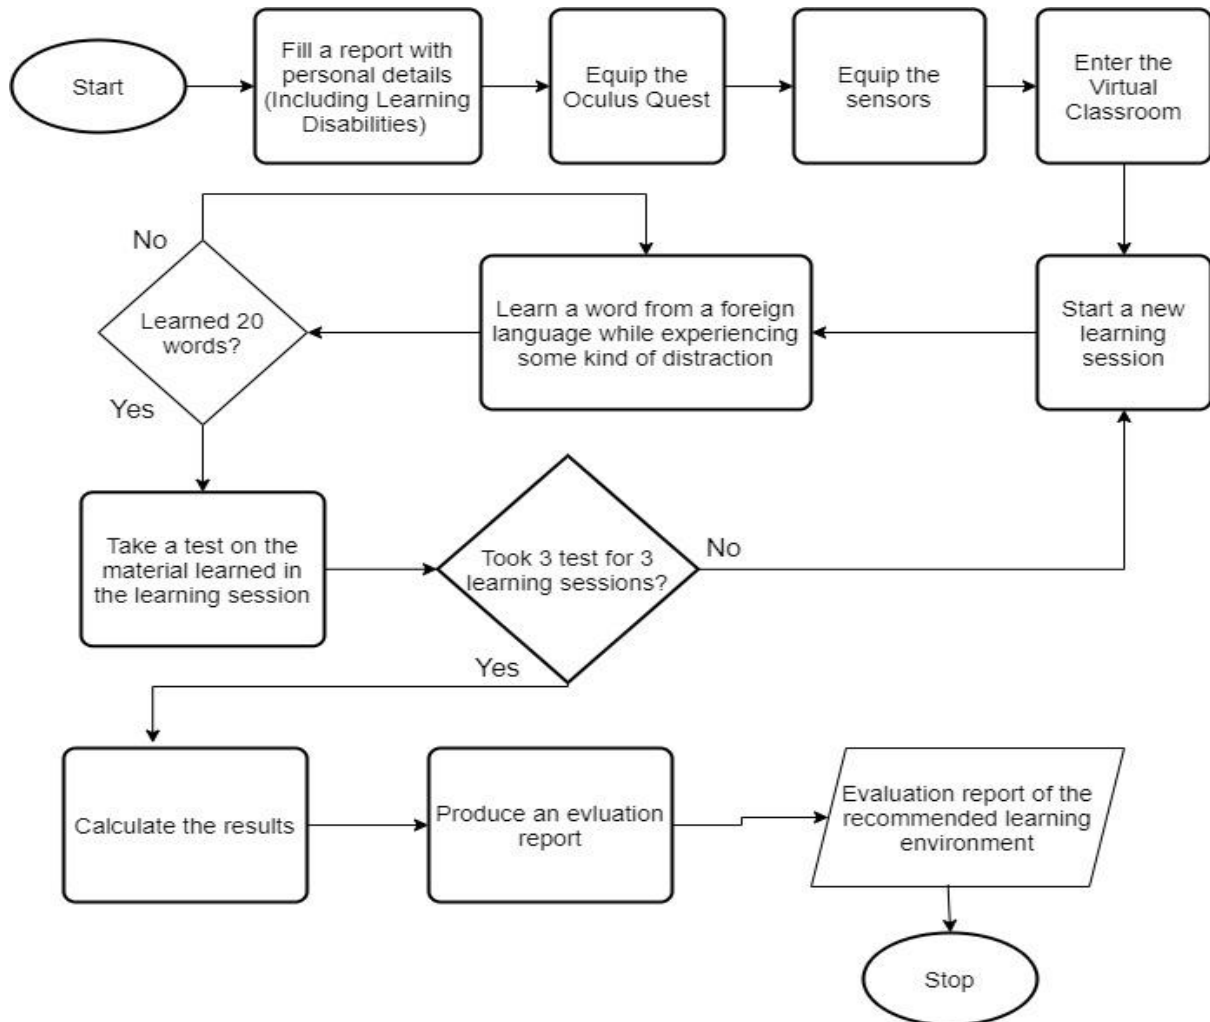 Start
Fill a report with
personal details
(Including Learning
Disabilities)
Equip the
Oculus Quest
Equip the
sensors
Enter the
Virtual
Classroom
No
Learned 20
words?
Yes
Learn a word from a foreign
language while experiencing
some kind of distraction
Start a new
learning
session
Take a test on the
material learned in
the learning session
Took 3 test for 3
learning sessions?
No
Yes
Calculate the results
Produce an evluation
report
Evaluation report of the
recommended learning
environment
Stop